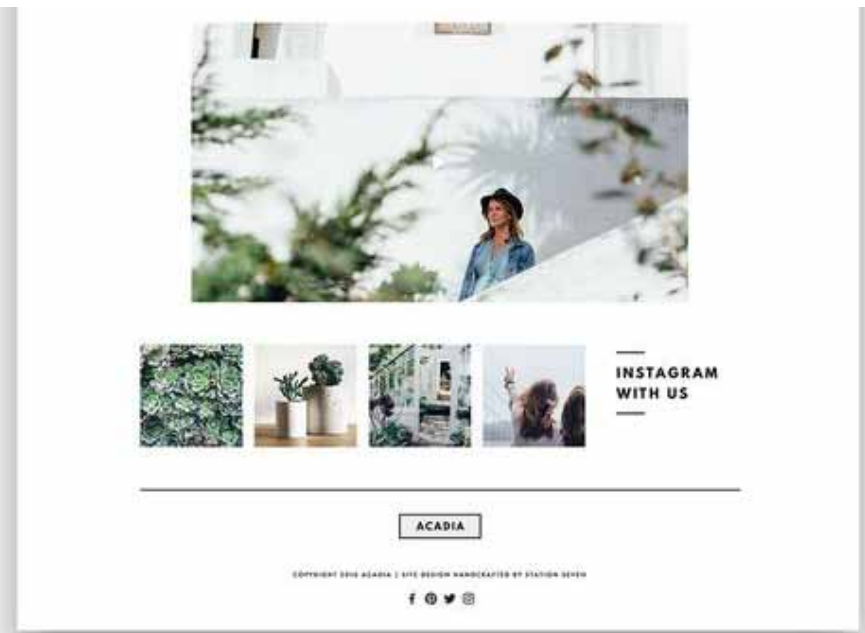 INSTAGRAM
WITH US
ACADIA
COPYRIGHT 2016 ACADIA | SITE DESIGN HANDCRAFTED BY STATION SEVEN